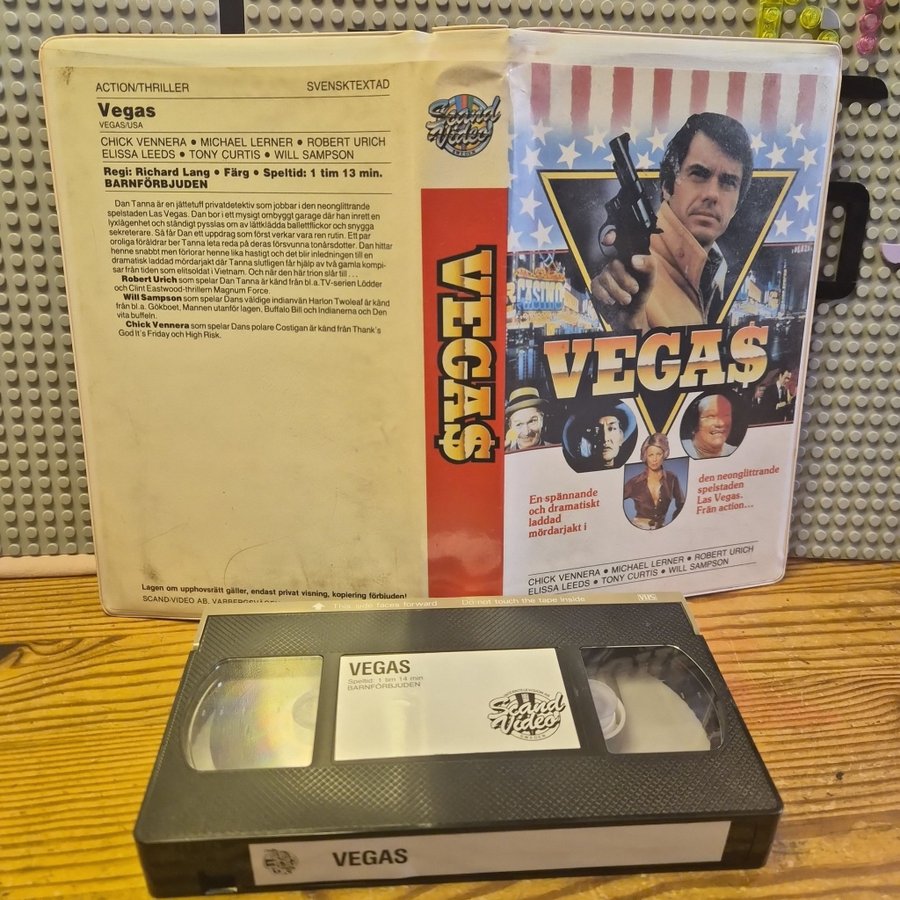 ACTION/THRILLER SVENSKTEXTAD
Vegas
VEGAS/USA
CHICK VENNERA • MICHAEL LERNER • ROBERT URICH
ELISSA LEEDS • TONY CURTIS • WILL SAMPSON
Regi: Richard Lang • Färg • Speltid: 1 tim 13 min.
BARNFÖRBJUDEN
Dan Tanna är en jättetuff privatdetektiv som jobbar i den neonglittrande
spelstaden Las Vegas. Dan bor i ett mysigt ombyggt garage där han inrett en
lyxlägenhet och ständigt pysslas om av lättklädda balettflickor och snygga
sekreterare. Så får Dan ett uppdrag som först verkar vara ren rutin. Ett par
oroliga föräldrar ber Tanna leta reda på deras försvunna tonårsdotter. Dan hittar
henne snabbt men förlorar henne lika hastigt och det blir inledningen till en
dramatisk laddad mördarjakt där Tanna slutligen får hjälp av två gamla kompi-
sar från tiden som elitsoldat i Vietnam. Och när den här trion slår till ...
Robert Urich som spelar Dan Tanna är känd från bl.a. TV-serien Lödder
och Clint Eastwood-thrillern Magnum Force.
Will Sampson som spelar Dans väldige indianvän Harlon Twoleaf är känd
från bl.a. Gökboet, Mannen utanför lagen, Buffalo Bill och Indianerna och Den
vita buffeln.
Chick Vennera som spelar Dans polare Costigan är känd från Thank's
God It's Friday och High Risk.
Lagen om upphovsrätt gäller, endast privat visning, kopiering förbjuden!
SCAND-VIDEO AB,
Scand
Video
SWEDEN
VEGA$
CASINO
VEGA$
En spännande
och dramatiskt
laddad
mördarjakt i
den neonglittrande
spelstaden
Las Vegas.
Från action...
CHICK VENNERA • MICHAEL LERNER • ROBERT URICH
ELISSA LEEDS • TONY CURTIS • WILL SAMPSON
This side faces forward Do not touch the tape inside VHS
VEGAS
Speltid: 1 tim 14 min
BARNFÖRBJUDEN
Scand
Video
SWEDEN
VEGAS